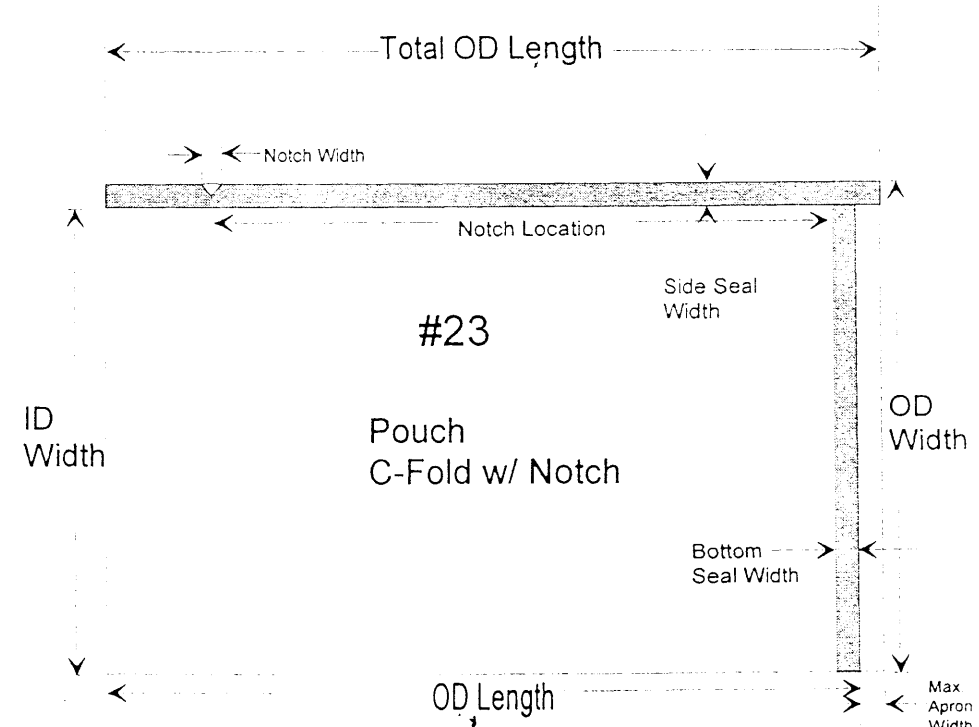 Total OD Length
Notch Width
Notch Location
Side Seal
Width
#23
ID
Width
OD
Width
Pouch
C-Fold w/ Notch
Bottom
Seal Width
OD Length
Max
Apron
Width